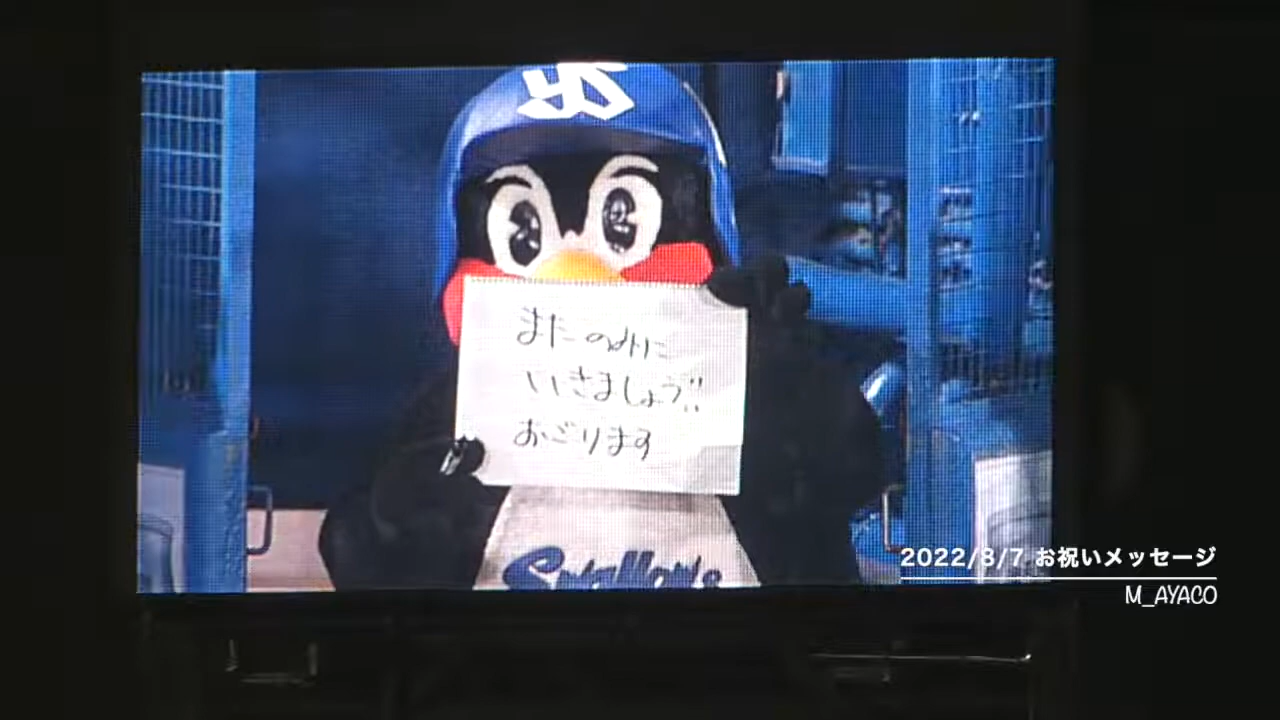 YS
また のみに
いきましょう!!
おごります
Swallows
2022/8/7 お祝いメッセージ
M_AYACO